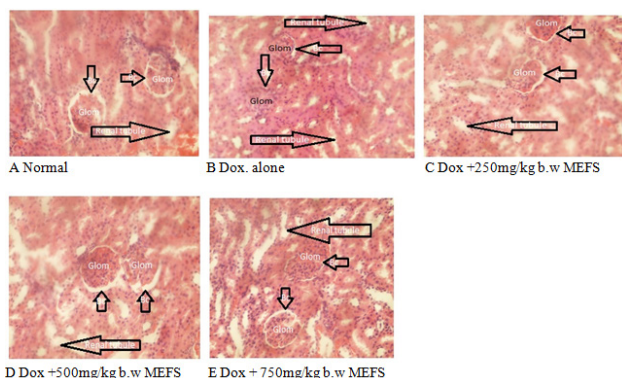 Glom
Glom
Renal tubule
A Normal
Renal tubule
Glom
Glom
Renal tubule
B Dox. alone
Glom
Glom
tubule
C Dox +250mg/kg b.w MEFS
Glom
Glom
Renal tubule
D Dox +500mg/kg b.w MEFS
Renal tubule
Glom
Glom
E Dox + 750mg/kg b.w MEFS